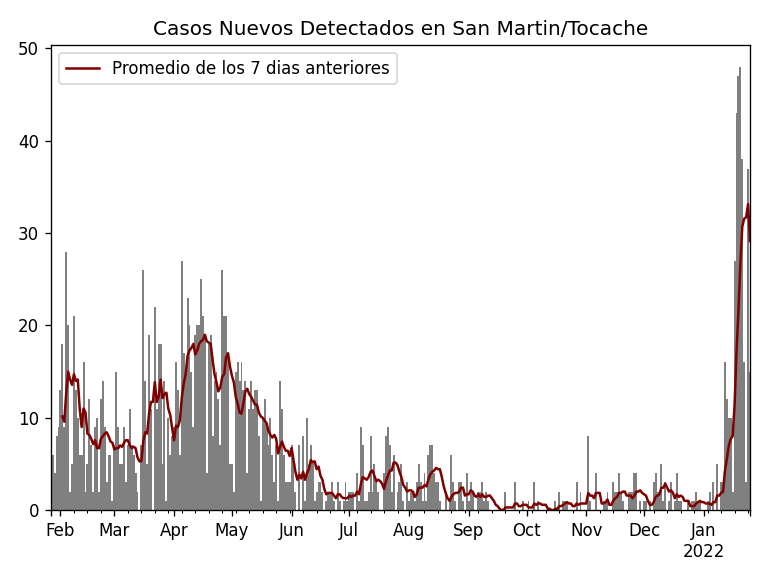 Casos Nuevos Detectados en San Martin/Tocache
Promedio de los 7 dias anteriores
50
40
30
20
10
0
Feb Mar Apr May Jun Jul Aug Sep Oct Nov Dec Jan
2022